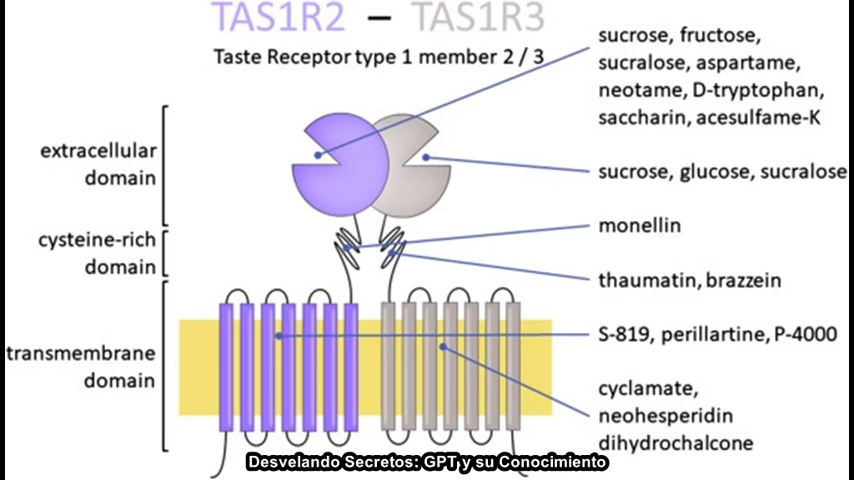 TAS1R2 – TAS1R3
Taste Receptor type 1 member 2 / 3
sucrose, fructose,
sucralose, aspartame,
neotame, D-tryptophan,
saccharin, acesulfame-K
extracellular
domain
sucrose, glucose, sucralose
cysteine-rich
domain
monellin
thaumatin, brazzein
transmembrane
domain
S-819, perillartine, P-4000
cyclamate,
neohesperidin
dihydrochalcone
Desvelando Secretos: GPT y su Conocimiento